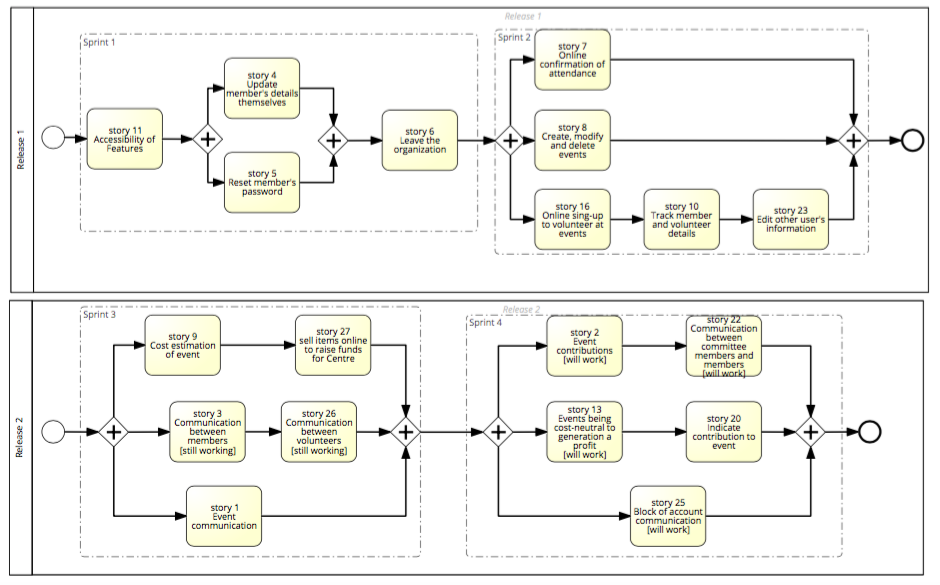 Release 1
Release 1
Sprint 1
story 11
Accessibility of
Features
story 4
Update
member's details
themselves
story 5
Reset member's
password
story 6
Leave the
organization
Sprint 2
story 7
Online
confirmation of
attendance
story 8
Create, modify
and delete
events
story 16
Online sing-up
to volunteer at
events
story 10
Track member
and volunteer
details
story 23
Edit other user's
information
Release 2
Release 2
Sprint 3
story 9
Cost estimation
of event
story 27
sell items online
to raise funds
for Centre
story 3
Communication
between
members
[still working]
story 26
Communication
between
volunteers
[still working]
story 1
Event
communication
Sprint 4
story 2
Event
contributions
[will work]
story 22
Communication
between
committee
members and
members
[will work]
story 13
Events being
cost-neutral to
generation a
profit
[will work]
story 20
Indicate
contribution to
event
story 25
Block of account
communication
[will work]